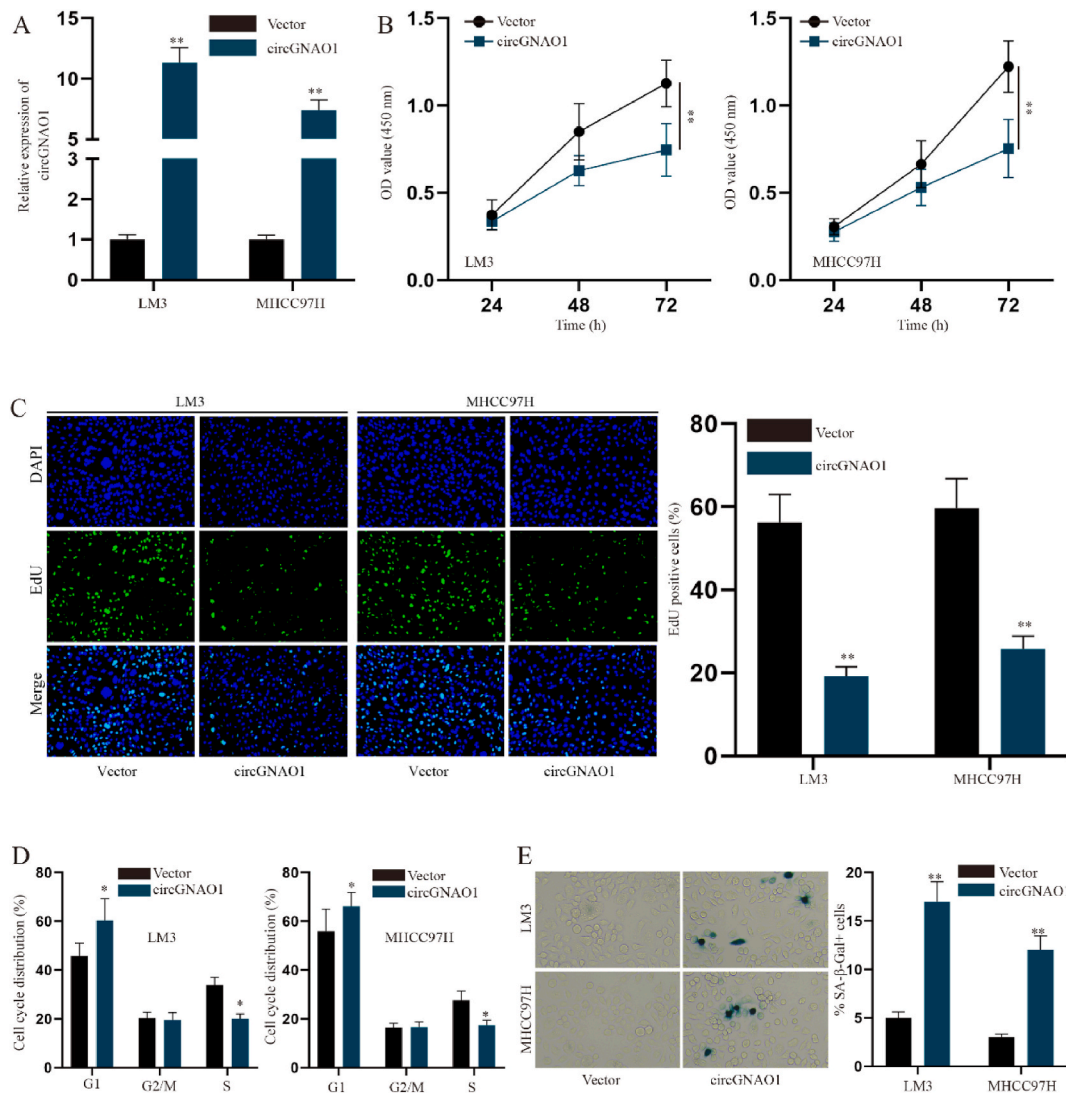 A
Relative expression of
circGNAO1
15
10
5
3
2
1
0
Vector
circGNAO1
**
**
LM3
MHCC97H
B
OD value (450 nm)
1.5
1.0
0.5
0.0
Vector
circGNAO1
**
LM3
24
48
72
Time (h)
OD value (450 nm)
1.5
1.0
0.5
0.0
Vector
circGNAO1
**
MHCC97H
24
48
72
Time (h)
C
LM3
MHCC97H
DAPI
EdU
Merge
Vector
circGNAO1
Vector
circGNAO1
EdU positive cells (%)
80
60
40
20
0
Vector
circGNAO1
**
**
LM3
MHCC97H
D
Cell cycle distribution (%)
80
60
40
20
0
Vector
circGNAO1
LM3
*
*
G1
G2/M
S
Cell cycle distribution (%)
80
60
40
20
0
Vector
circGNAO1
MHCC97H
*
*
G1
G2/M
S
E
LM3
MHCC97H
Vector
circGNAO1
% SA-β-Gal+ cells
20
15
10
5
0
Vector
circGNAO1
**
**
LM3
MHCC97H